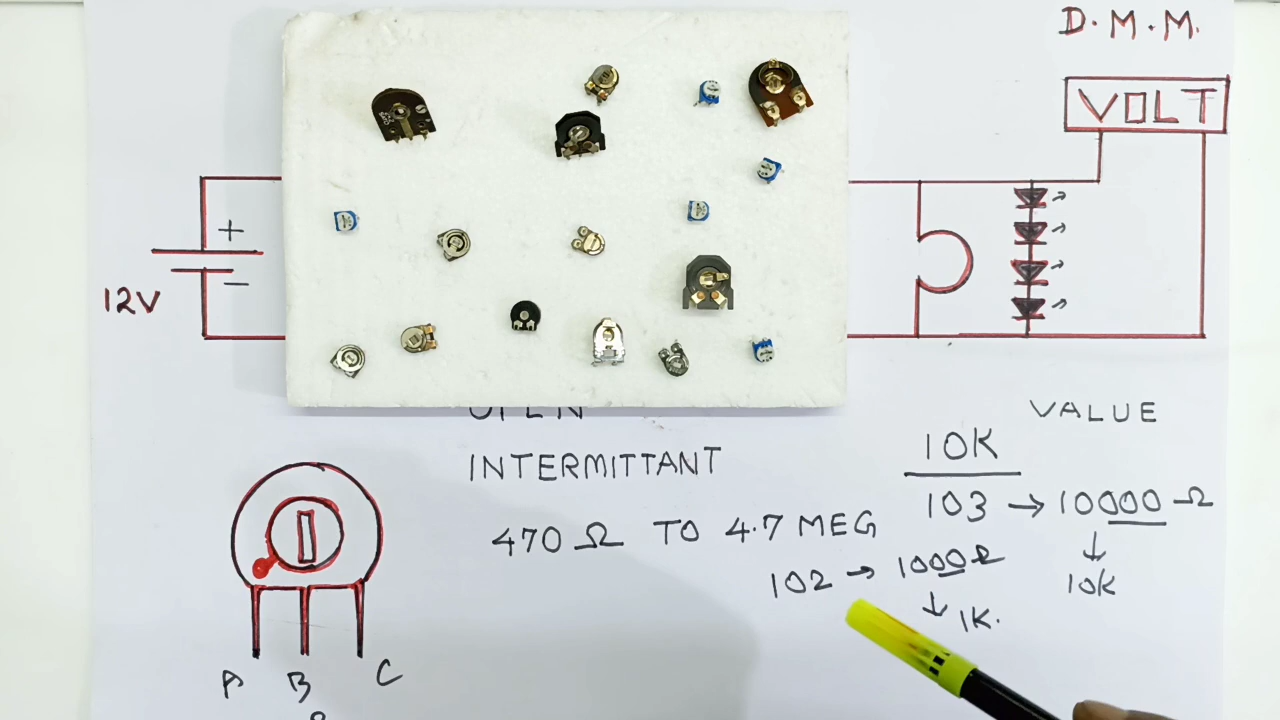 D.M.M.
VOLT
+
−
12V
VALUE
INTERMITTANT
10K
103 → 10000 Ω
470 Ω TO 4.7 MEG
↓
10K
102 → 1000 Ω
↓ 1K.
A B C